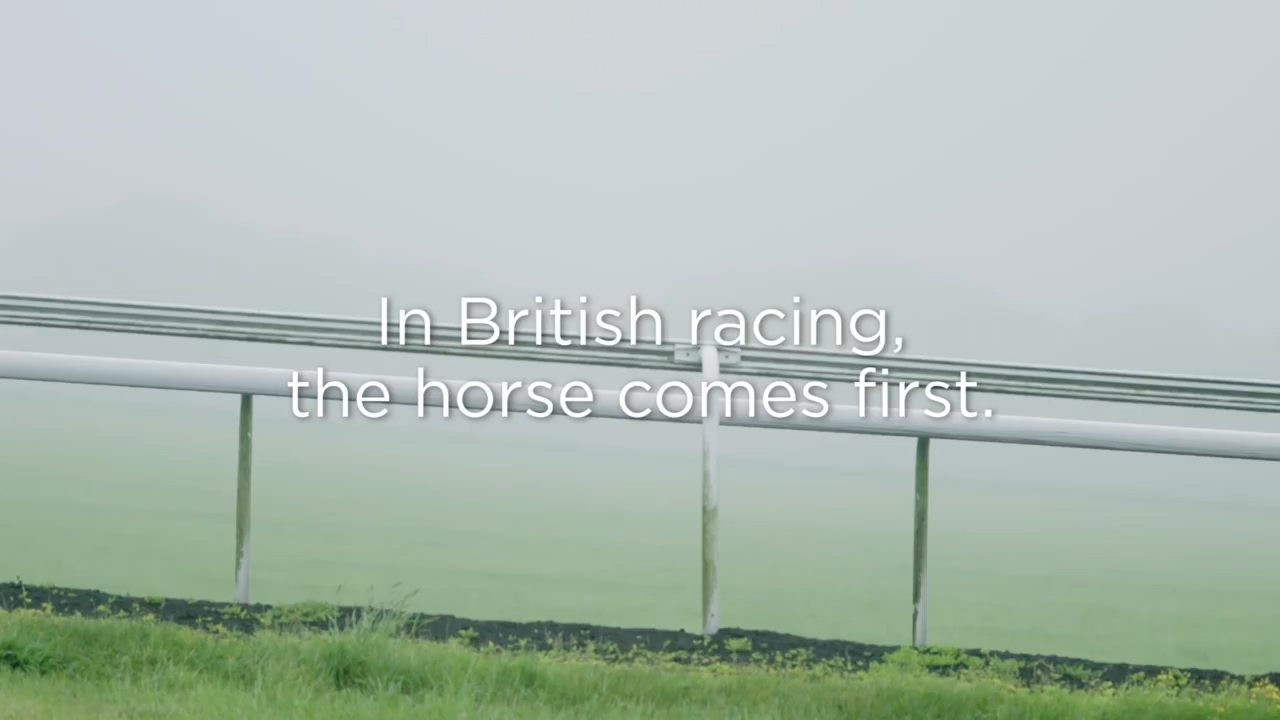 In British racing,
the horse comes first.